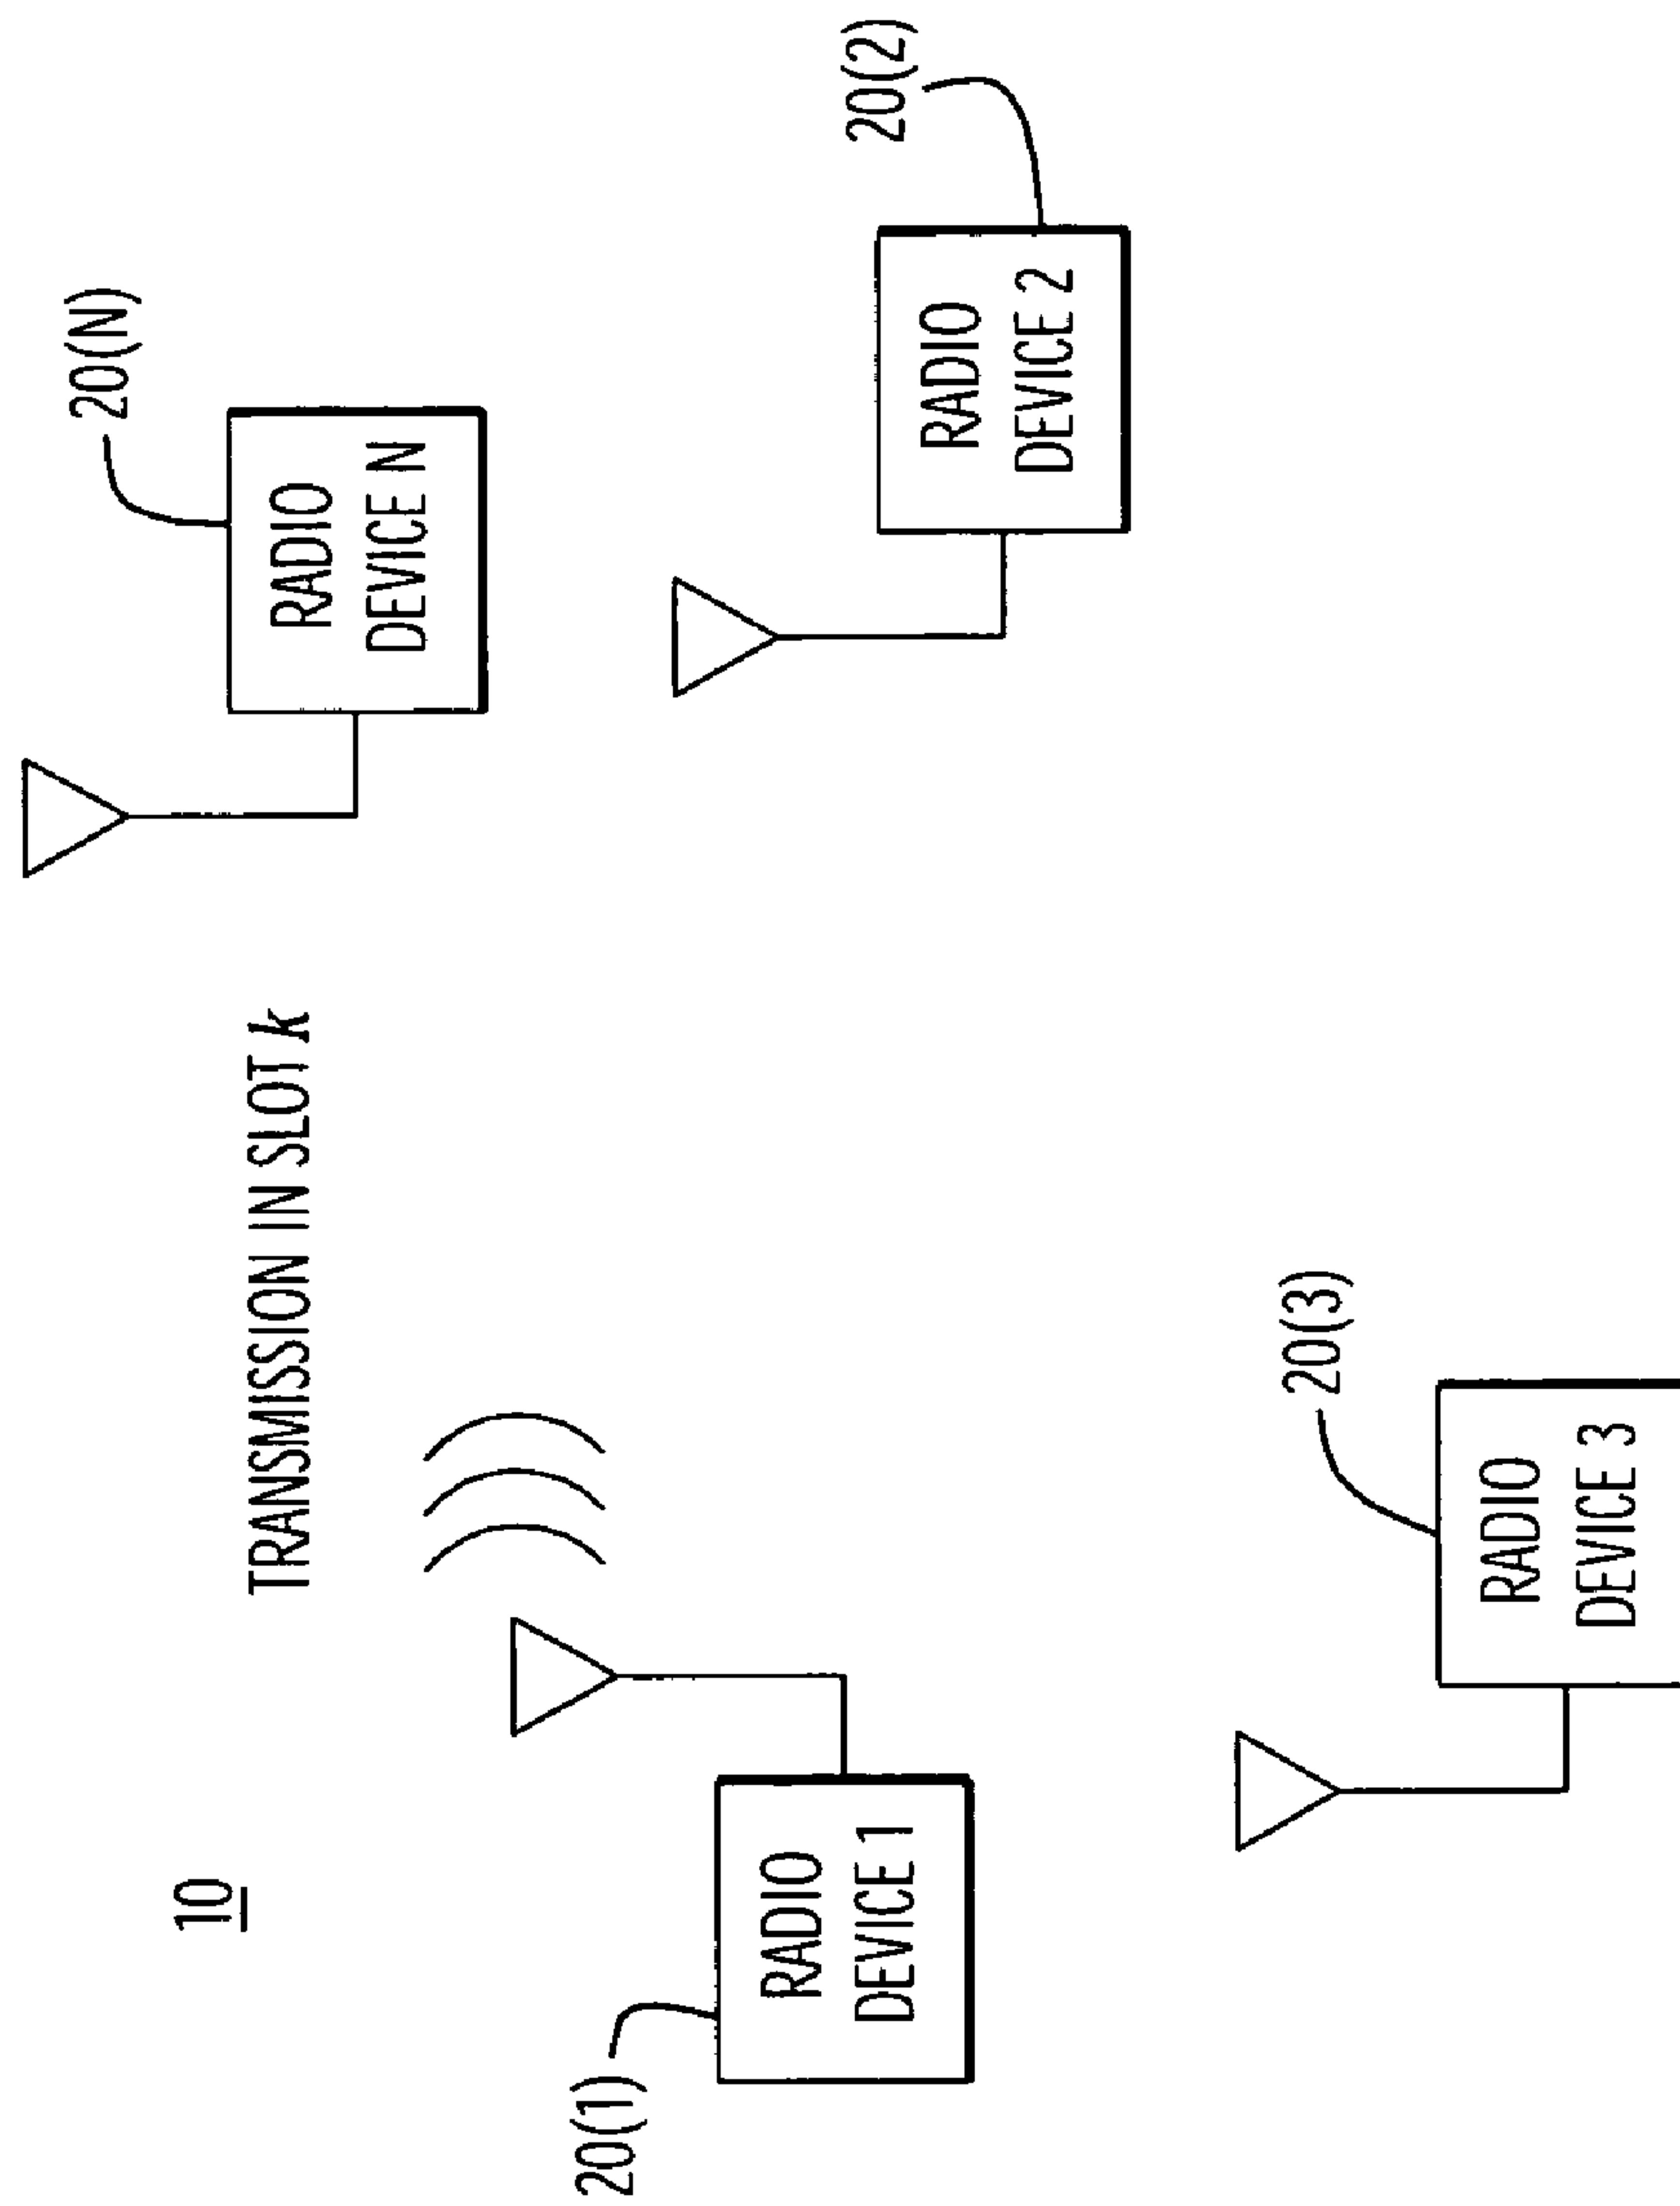 10
TRANSMISSION IN SLOT k
20(N)
RADIO
DEVICE N
20(1)
RADIO
DEVICE 1
20(2)
RADIO
DEVICE 2
20(3)
RADIO
DEVICE 3